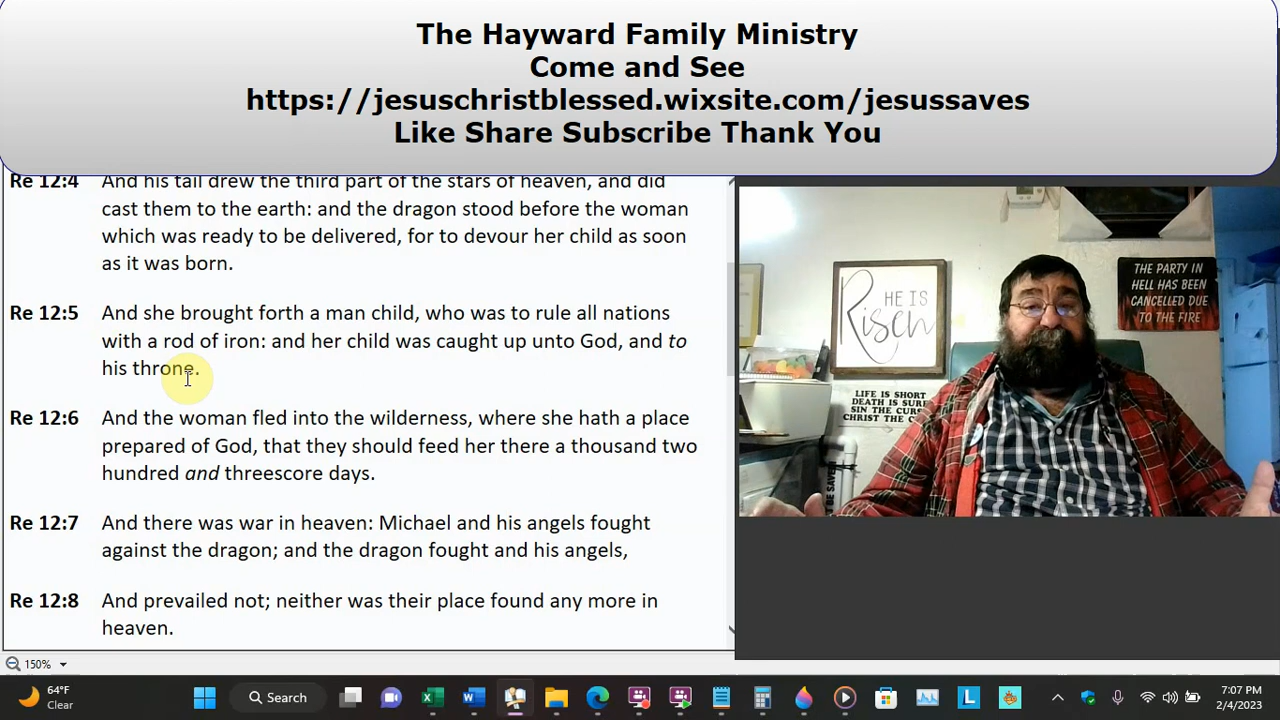 The Hayward Family Ministry
Come and See
https://jesuschristblessed.wixsite.com/jesussaves
Like Share Subscribe Thank You
Re 12:4 And his tail drew the third part of the stars of heaven, and did
cast them to the earth: and the dragon stood before the woman
which was ready to be delivered, for to devour her child as soon
as it was born.
Re 12:5 And she brought forth a man child, who was to rule all nations
with a rod of iron: and her child was caught up unto God, and to
his throne.
Re 12:6 And the woman fled into the wilderness, where she hath a place
prepared of God, that they should feed her there a thousand two
hundred and threescore days.
Re 12:7 And there was war in heaven: Michael and his angels fought
against the dragon; and the dragon fought and his angels,
Re 12:8 And prevailed not; neither was their place found any more in
heaven.
HE IS
Risen
THE PARTY IN
HELL HAS BEEN
CANCELLED DUE
TO THE FIRE
LIFE IS SHORT
DEATH IS SURE
SIN THE CURS
CHRIST THE C
BE SAVE
150%
64°F
Clear
Search
7:07 PM
2/4/2023